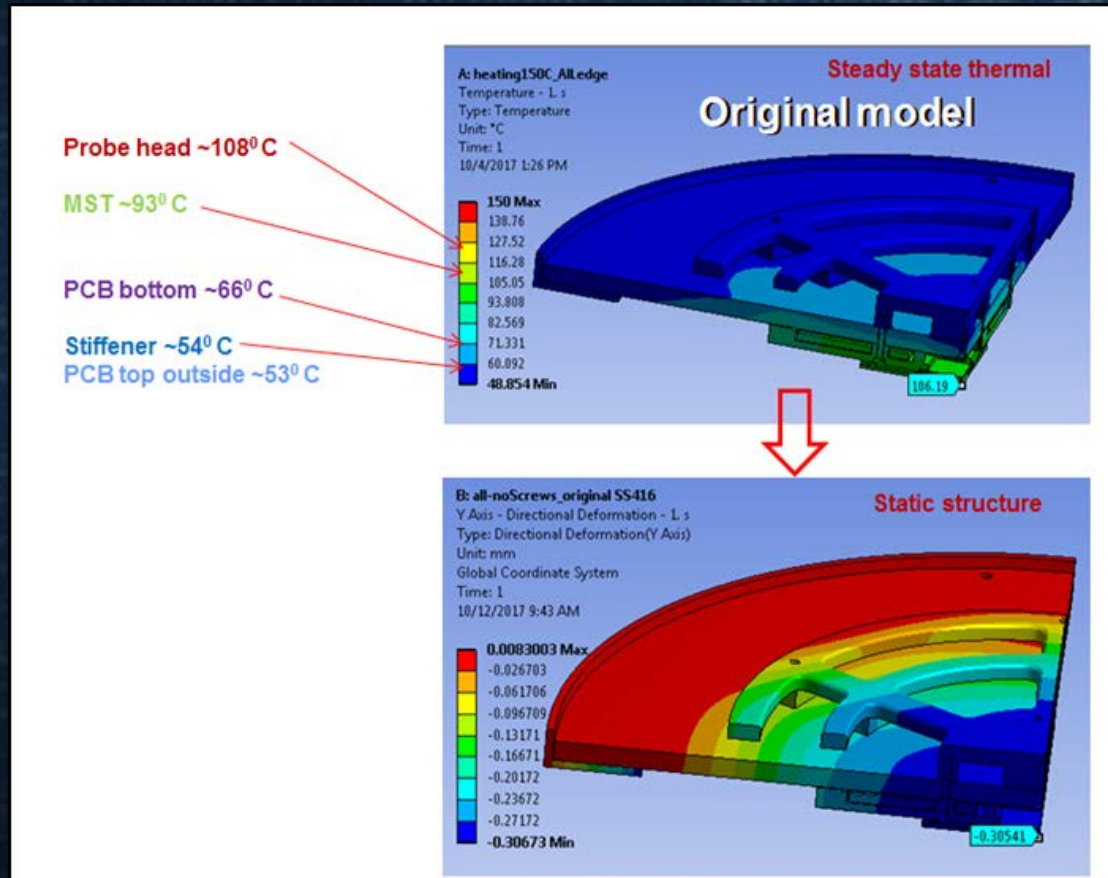 Probe head ~108⁰ C
MST ~93⁰ C
PCB bottom ~66⁰ C
Stiffener ~54⁰ C
PCB top outside ~53⁰ C
A: heating150C_AlLedge
Temperature - 1. s
Type: Temperature
Unit: °C
Time: 1
10/4/2017 1:26 PM
Steady state thermal
Original model
150 Max
138.76
127.52
116.28
105.05
93.808
82.569
71.331
60.092
48.854 Min
106.19
B: all-noScrews_original SS416
Y Axis - Directional Deformation - 1. s
Type: Directional Deformation(Y Axis)
Unit: mm
Global Coordinate System
Time: 1
10/12/2017 9:43 AM
Static structure
0.0083003 Max
-0.026703
-0.061706
-0.096709
-0.13171
-0.16671
-0.20172
-0.23672
-0.27172
-0.30673 Min
-0.30541